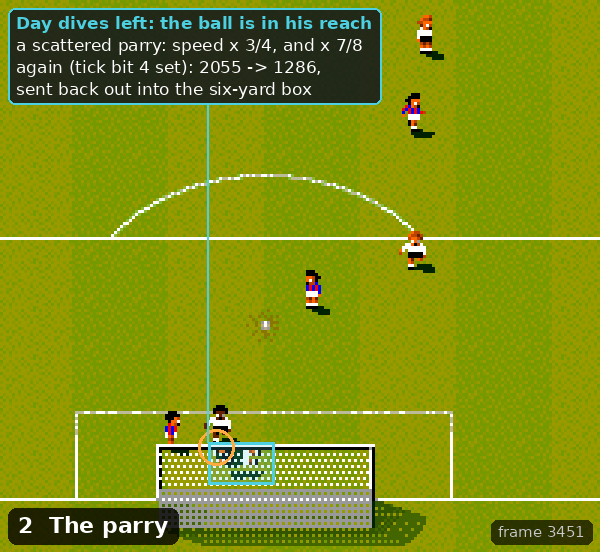 Day dives left: the ball is in his reach
a scattered parry: speed x 3/4, and x 7/8
again (tick bit 4 set): 2055 -> 1286,
sent back out into the six-yard box
2 The parry
frame 3451